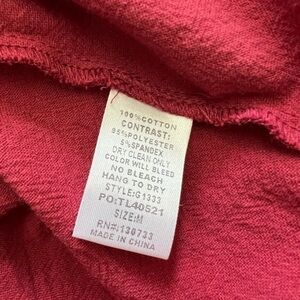 100%COTTON
CONTRAST:
95%POLYESTER
5%SPANDEX
DRY CLEAN ONLY
COLOR WILL BLEED
NO BLEACH
HANG TO DRY
STYLE:G1333
PO:TL40521
SIZE:M
RN#:130733
MADE IN CHINA